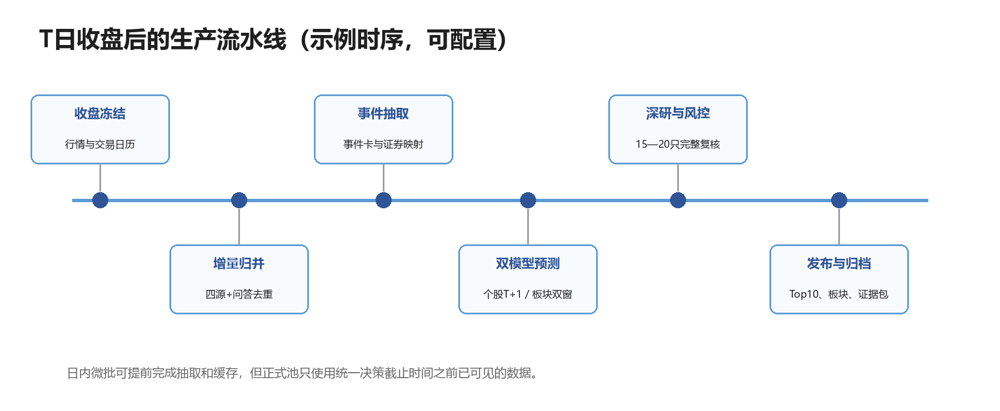 T日收盘后的生产流水线（示例时序，可配置）
收盘冻结
行情与交易日历
增量归并
四源+问答去重
事件抽取
事件卡与证券映射
双模型预测
个股T+1 / 板块双窗
深研与风控
15—20只完整复核
发布与归档
Top10、板块、证据包
日内微批可提前完成抽取和缓存，但正式池只使用统一决策截止时间之前已可见的数据。